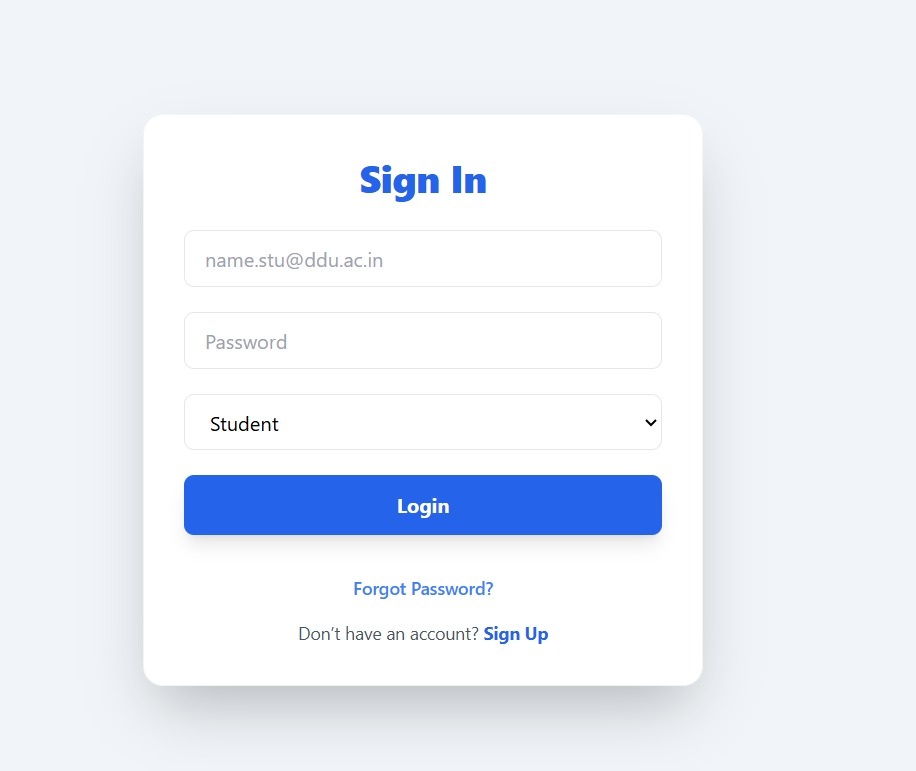 Sign In
name.stu@ddu.ac.in
Password
Student
Login
Forgot Password?
Don’t have an account? Sign Up